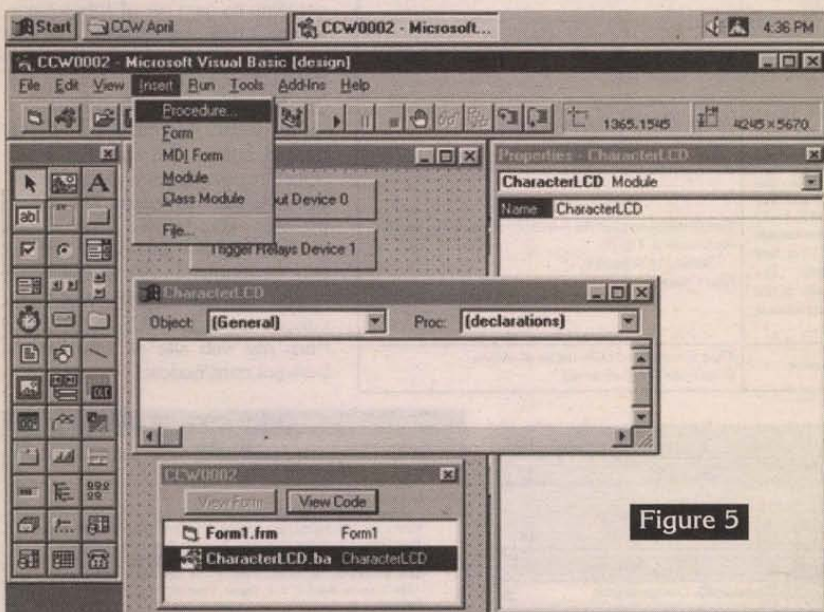 Start CCW April CCW0002 - Microsoft... 4:36 PM
CCW0002 - Microsoft Visual Basic [design]
File Edit View Insert Run Tools Add-Ins Help
1365,1545 4245 x 5670
Procedure...
Form
MDI Form
Module
Class Module
File...
ut Device 0
Trigger Relays Device 1
Properties - CharacterLCD
CharacterLCD Module
Name CharacterLCD
A
ab
CharacterLCD
Object: (General) Proc: (declarations)
CCW0002
View Form View Code
Form1.frm Form1
CharacterLCD.ba CharacterLCD
Figure 5